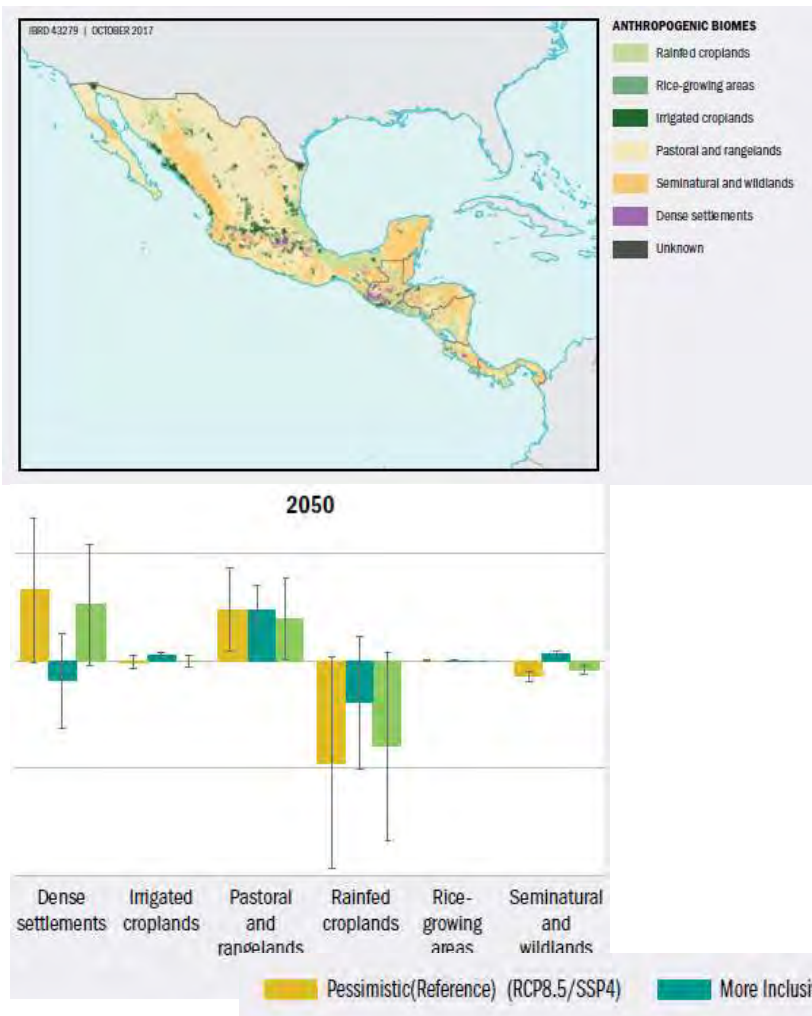 IBRD 43279 | OCTOBER 2017
ANTHROPOGENIC BIOMES
Rainfed croplands
Rice-growing areas
Irrigated croplands
Pastoral and rangelands
Seminatural and wildlands
Dense settlements
Unknown
2050
Dense settlements
Irrigated croplands
Pastoral and rangelands
Rainfed croplands
Rice-growing areas
Seminatural and wildlands
Pessimistic(Reference) (RCP8.5/SSP4)
More Inclusi